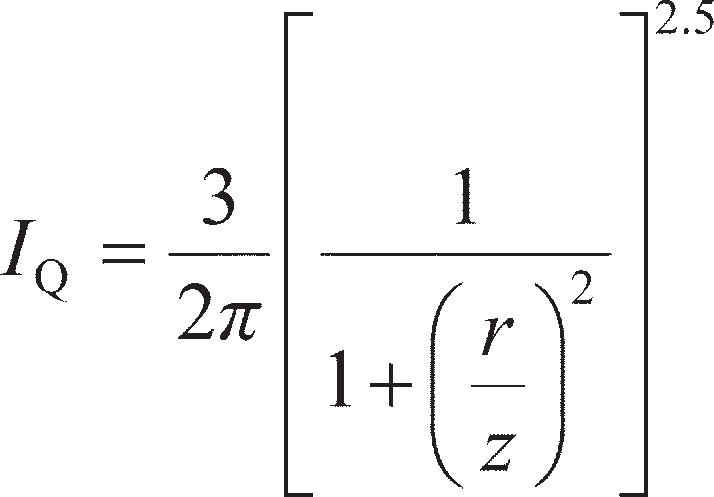 I_Q = \frac{3}{2\pi} \left[ \frac{1}{1 + \left( \frac{r}{z} \right)^2} \right]^{2.5}